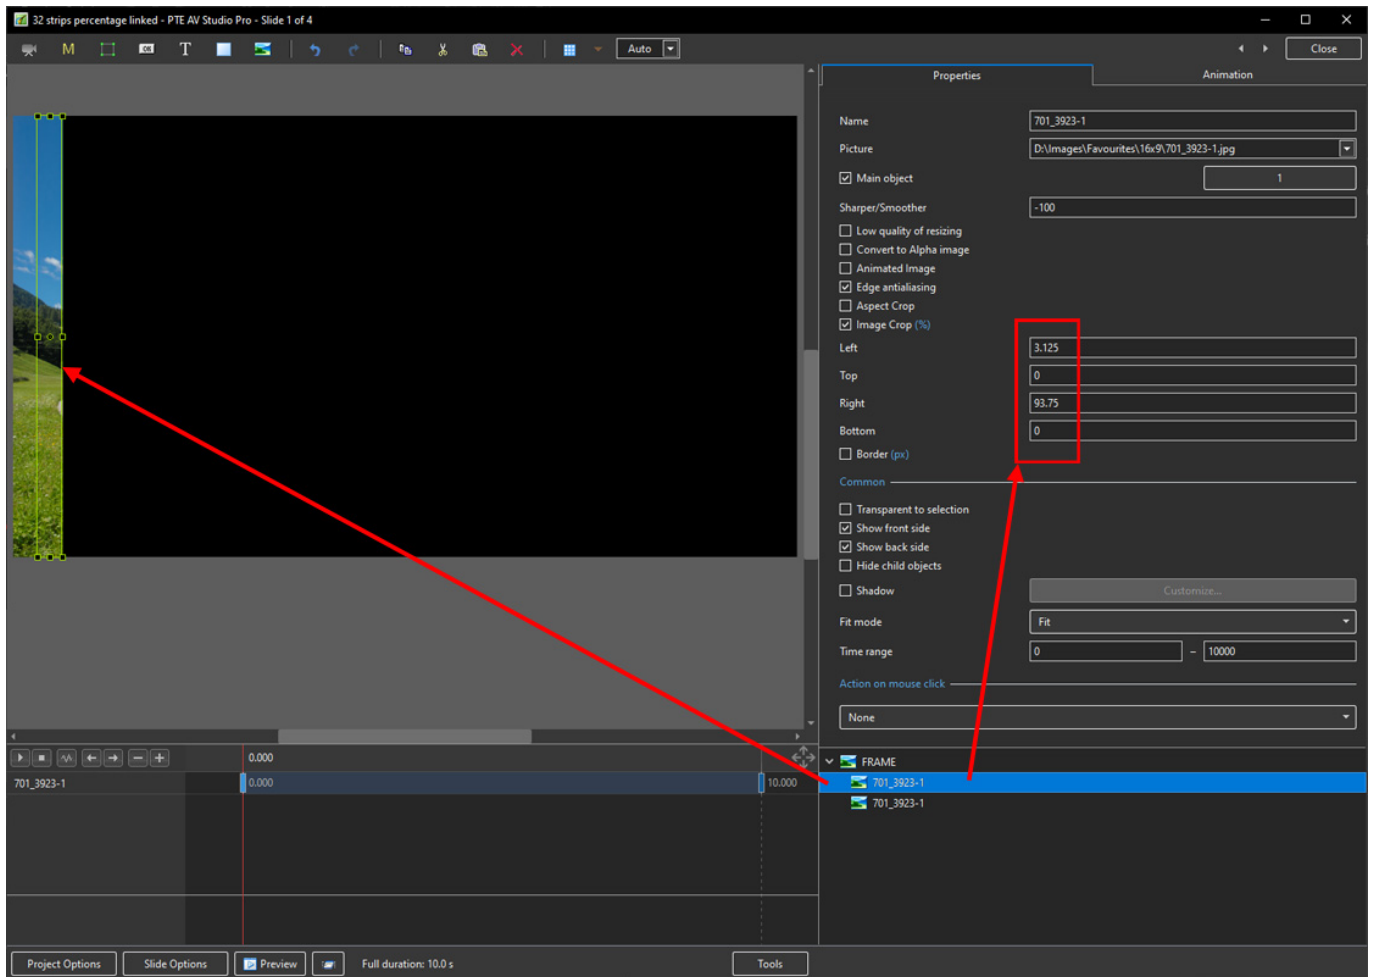 32 strips percentage linked - PTE AV Studio Pro - Slide 1 of 4
M OK T Auto Close
Properties Animation
Name 701_3923-1
Picture D:\Images\Favourites\16x9\701_3923-1.jpg
Main object 1
Sharper/Smoother -100
Low quality of resizing
Convert to Alpha image
Animated Image
Edge antialiasing
Aspect Crop
Image Crop (%)
Left 3.125
Top 0
Right 93.75
Bottom 0
Border (px)
Common
Transparent to selection
Show front side
Show back side
Hide child objects
Shadow Customize...
Fit mode Fit
Time range 0 – 10000
Action on mouse click
None
0.000
FRAME
701_3923-1 0.000 10.000 701_3923-1
701_3923-1
Project Options Slide Options Preview Full duration: 10.0 s Tools